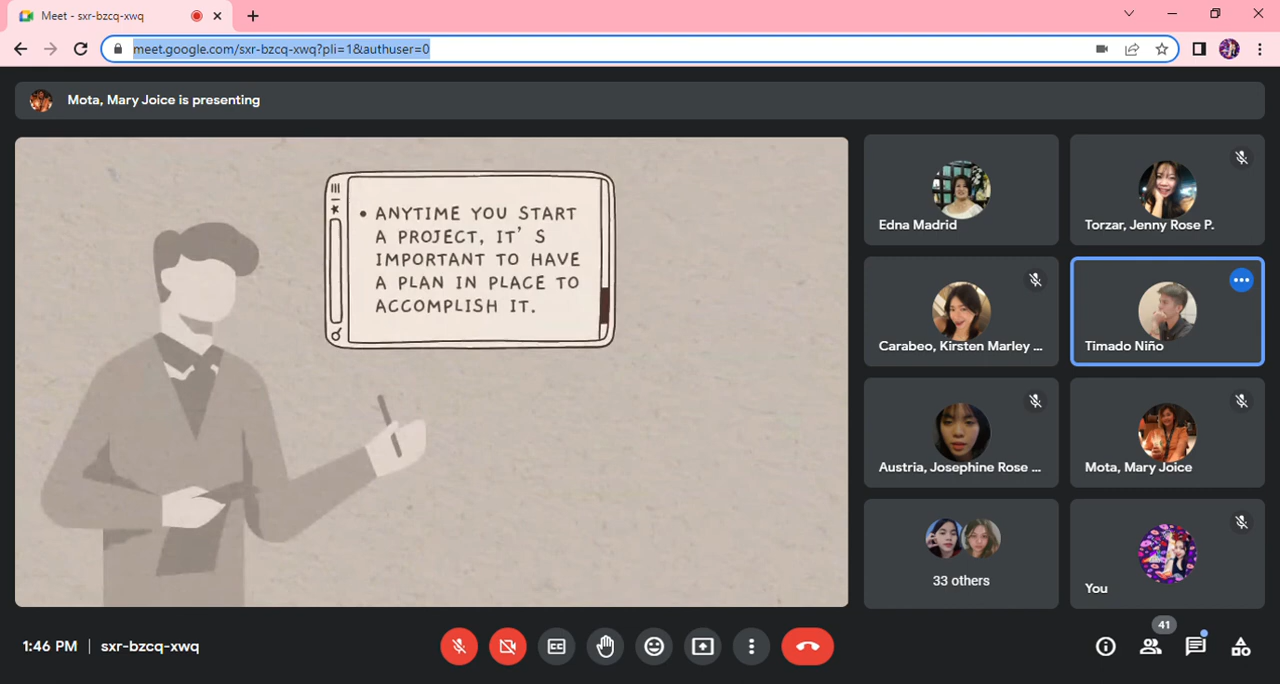 Meet - sxr-bzcq-xwq
meet.google.com/sxr-bzcq-xwq?pli=1&authuser=0
Mota, Mary Joice is presenting
• ANYTIME YOU START
A PROJECT, IT' S
IMPORTANT TO HAVE
A PLAN IN PLACE TO
ACCOMPLISH IT.
Edna Madrid
Torzar, Jenny Rose P.
Carabeo, Kirsten Marley ...
Timado Niño
Austria, Josephine Rose ...
Mota, Mary Joice
33 others
You
1:46 PM | sxr-bzcq-xwq
CC
41